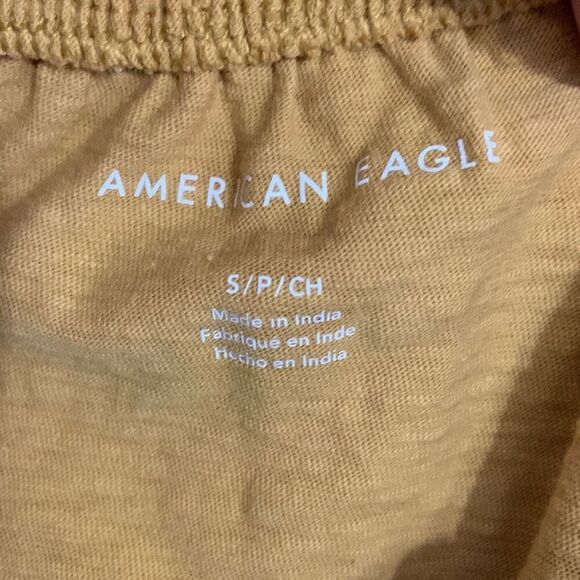 AMERICAN EAGLE
S/P/CH
Made in India
Fabriqué en Inde
Hecho en India